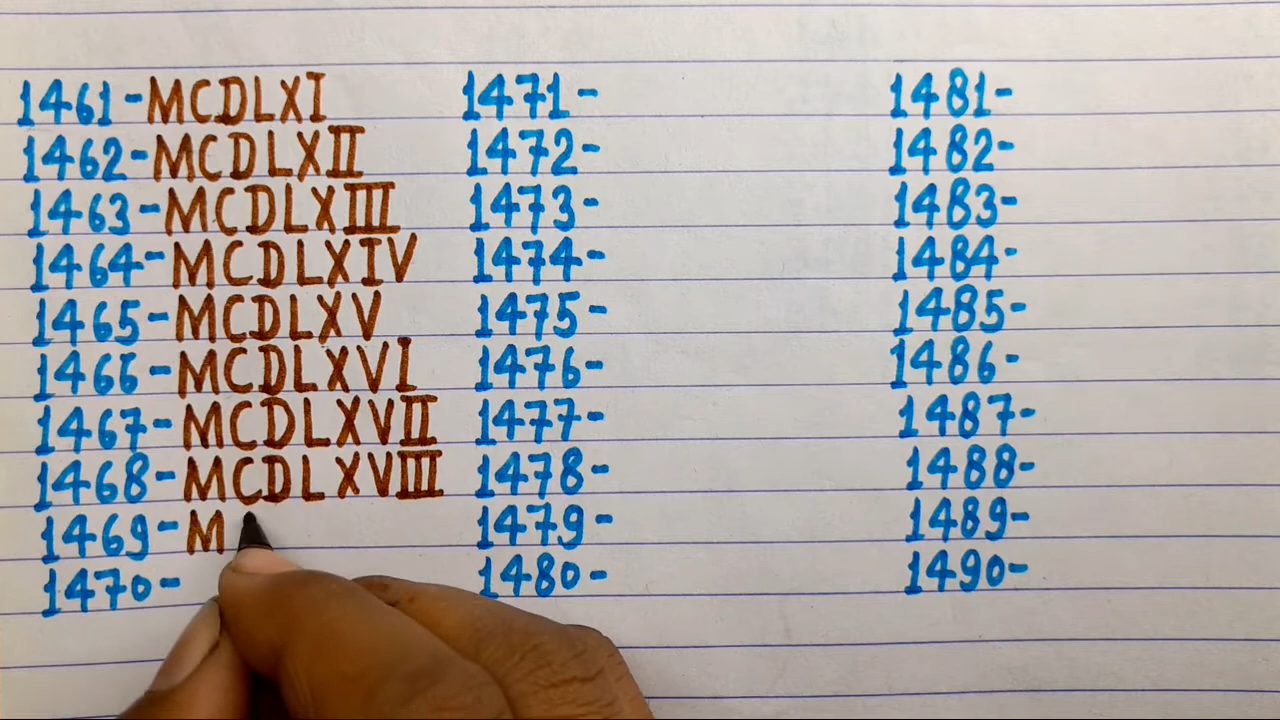 1461-MCDLXI
1462-MCDLXII
1463-MCDLXIII
1464-MCDLXIV
1465-MCDLXV
1466-MCDLXVI
1467-MCDLXVII
1468-MCDLXVIII
1469-M
1470-
1471-
1472-
1473-
1474-
1475-
1476-
1477-
1478-
1479-
1480-
1481-
1482-
1483-
1484-
1485-
1486-
1487-
1488-
1489-
1490-